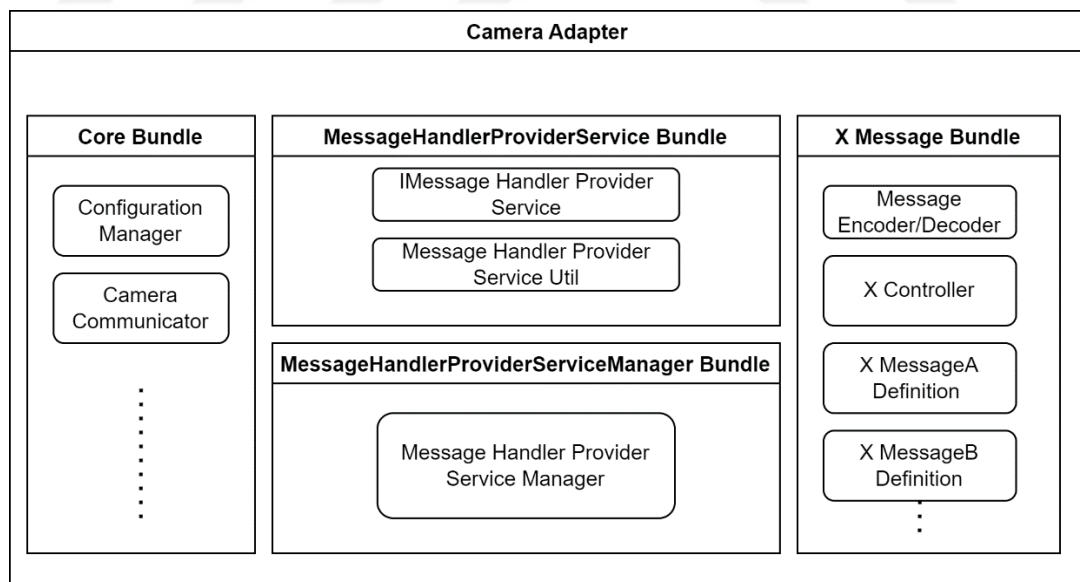 Camera Adapter
Core Bundle
Configuration
Manager
Camera
Communicator
MessageHandlerProviderService Bundle
IMessage Handler Provider
Service
Message Handler Provider
Service Util
MessageHandlerProviderServiceManager Bundle
Message Handler Provider
Service Manager
X Message Bundle
Message
Encoder/Decoder
X Controller
X MessageA
Definition
X MessageB
Definition